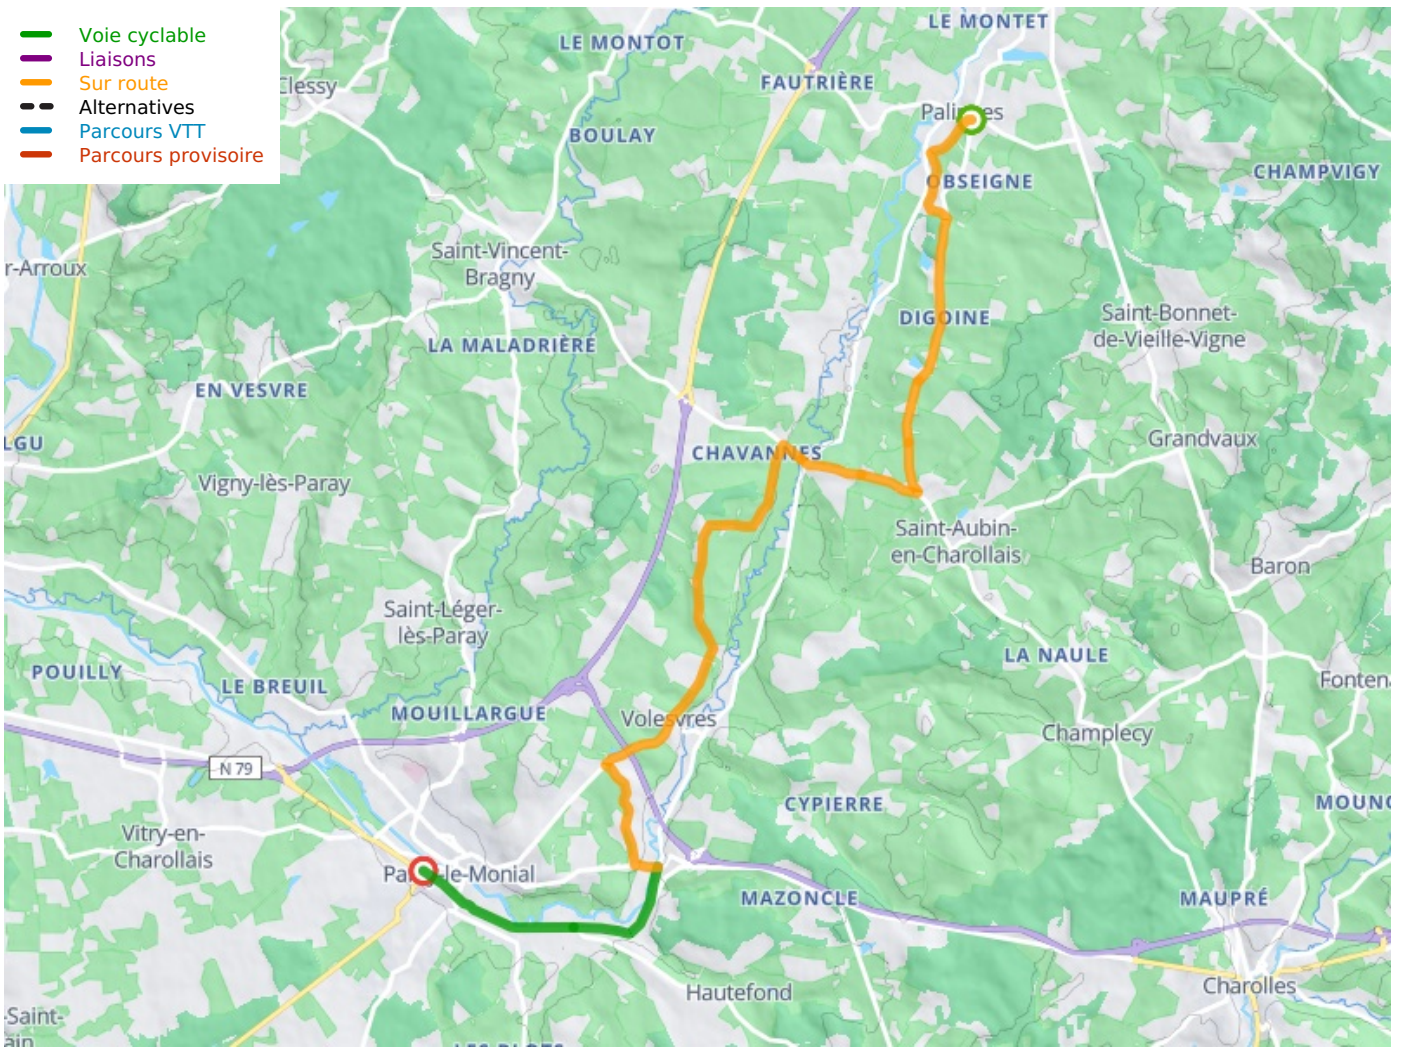 Voie cyclable
Liaisons
Sur route
Alternatives
Parcours VTT
Parcours provisoire
LE MONTET
LE MONTOT
FAUTRIÈRE
Clessy
BOULAY
CHAMPVIGY
OBSEIGNE
Saint-Vincent-
Bragny
r-Arroux
Saint-Bonnet-
de-Vieille-Vigne
DIGOINE
LA MALADRIÈRE
EN VESVRE
LGU
Grandvaux
CHAVANNES
Vigny-lès-Paray
Saint-Aubin-
en-Charollais
Baron
Saint-Léger-
lès-Paray
LA NAULE
POUILLY
LE BREUIL
Fonten
MOUILLARGUE
Volesvres
Champlecy
N 79
CYPIERRE
MOUN
Vitry-en-
Charollais
le-Monial
MAZONCLE
MAUPRÉ
Hautefond
Charolles
-Saint-
ain